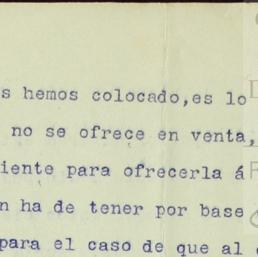 s hemos colocado,es lo
no se ofrece en venta,
iente para ofrecerla á
n ha de tener por base
para el caso de que al